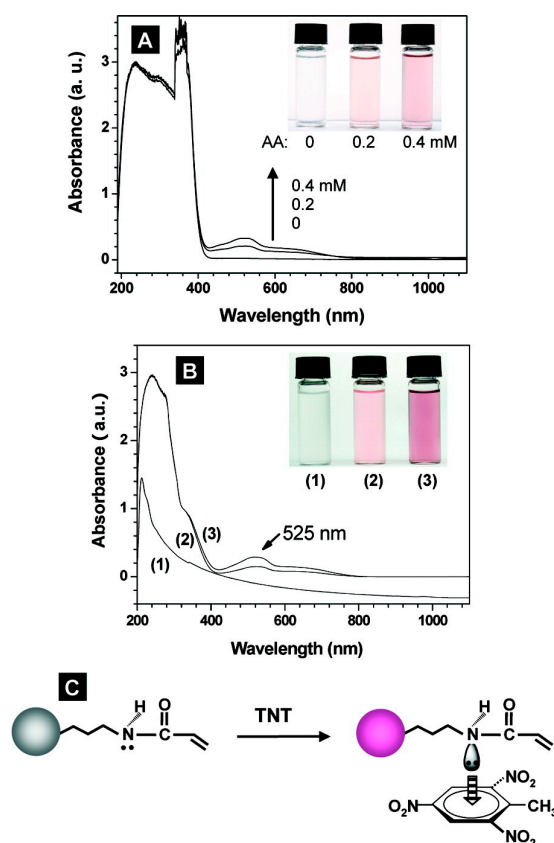 A
3
2
1
0
Absorbance (a. u.)
AA: 0 0.2 0.4 mM
0.4 mM
0.2
0
200 400 600 800 1000
Wavelength (nm)
B
3
2
1
0
Absorbance ( a.u.)
(1) (2) (3)
525 nm
(3)
(2)
(1)
200 400 600 800 1000
Wavelength (nm)
C
H
O
N
C
TNT
H
O
N
C
NO2
O2N
CH3
NO2